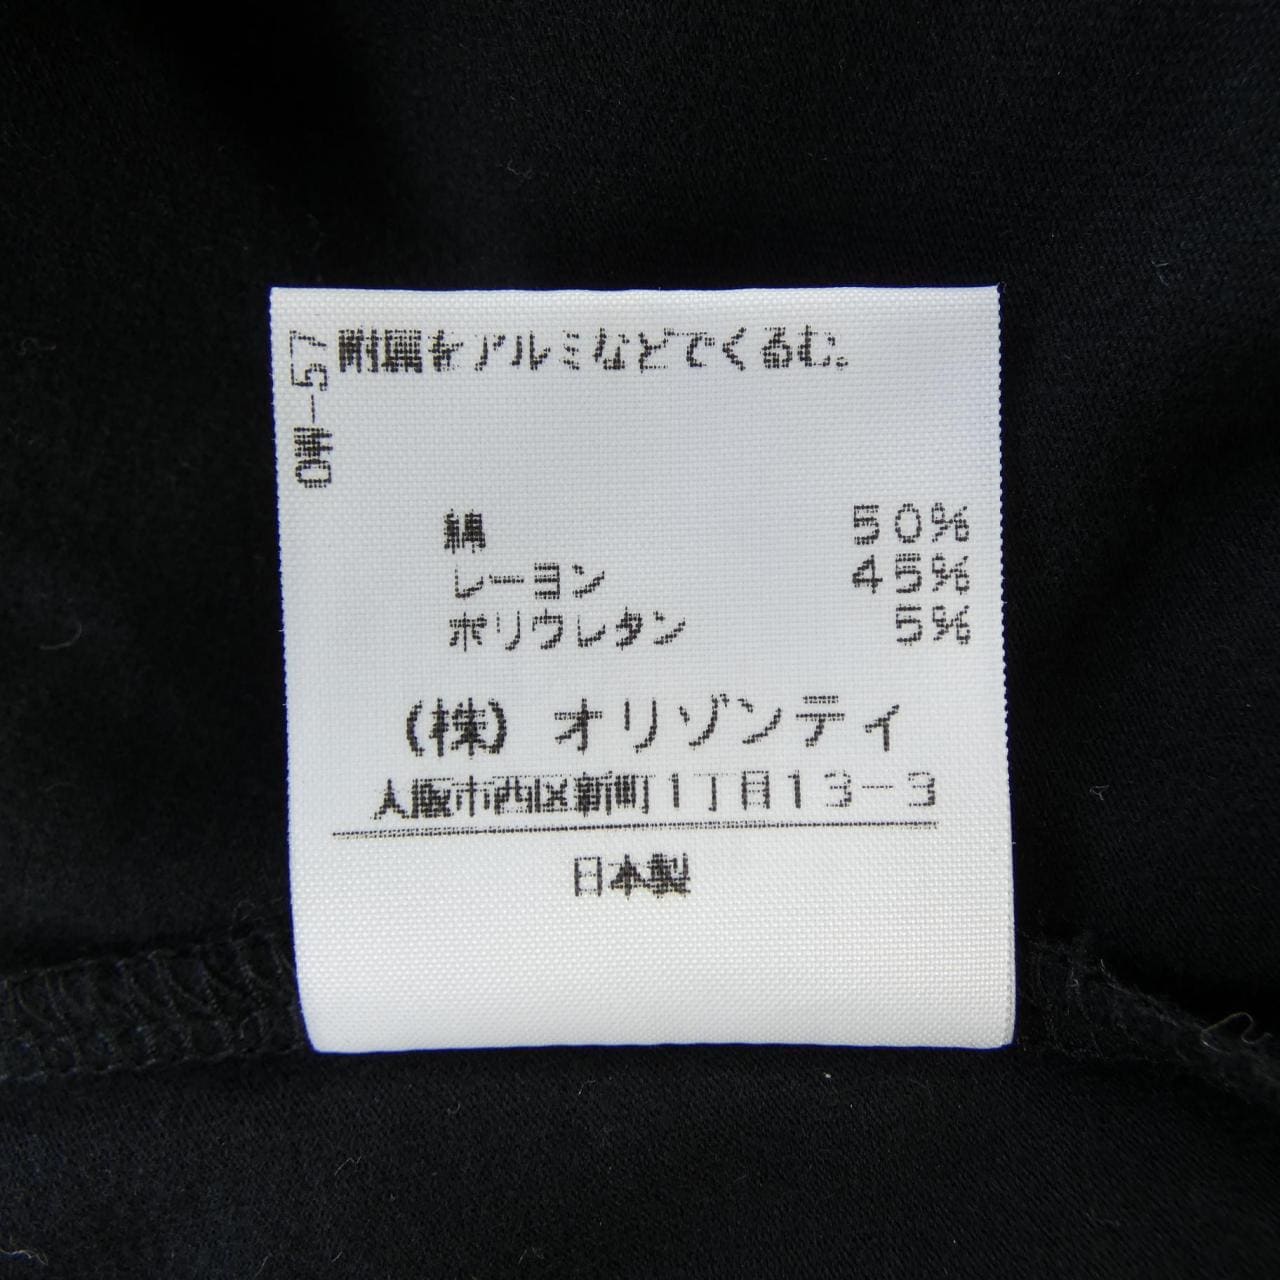 附属をアルミなどでくるむ。
OW-57
綿 50%
レーヨン 45%
ポリウレタン 5%
(株) オリゾンティ
大阪市西区新町1丁目13-3
日本製